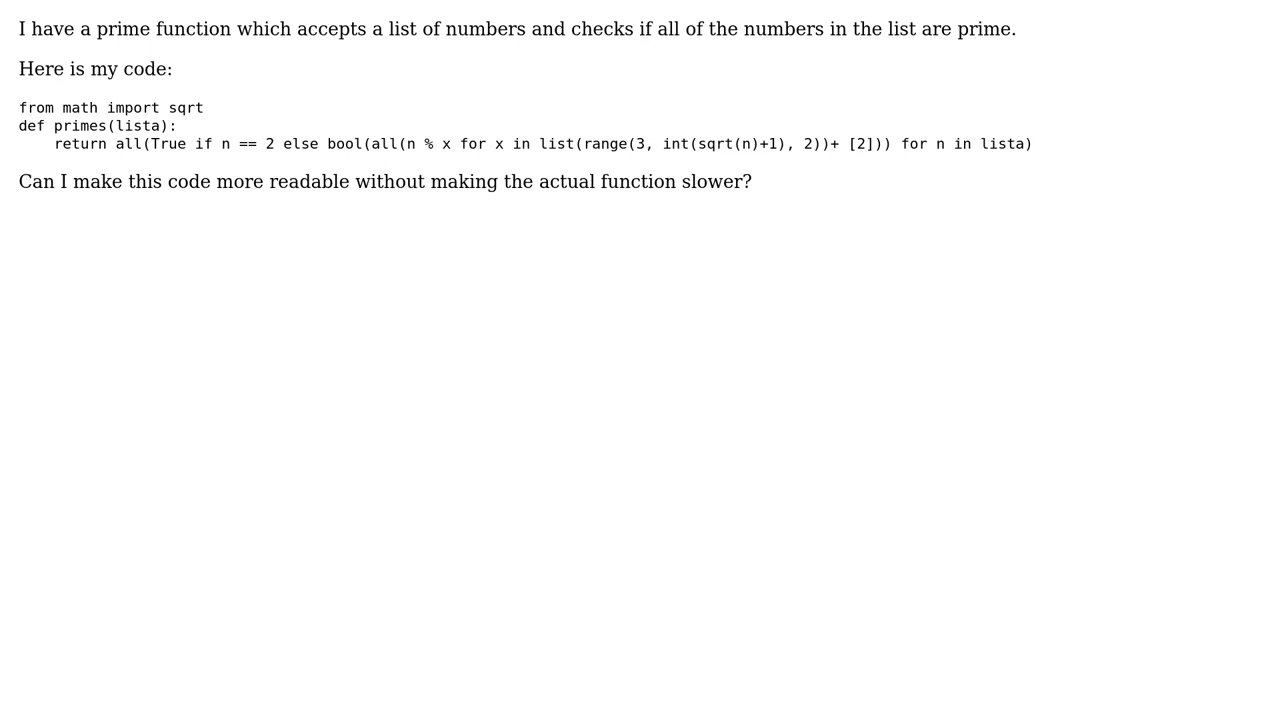 I have a prime function which accepts a list of numbers and checks if all of the numbers in the list are prime.
Here is my code:
from math import sqrt
def primes(lista):
    return all(True if n == 2 else bool(all(n % x for x in list(range(3, int(sqrt(n)+1), 2))+ [2])) for n in lista)
Can I make this code more readable without making the actual function slower?